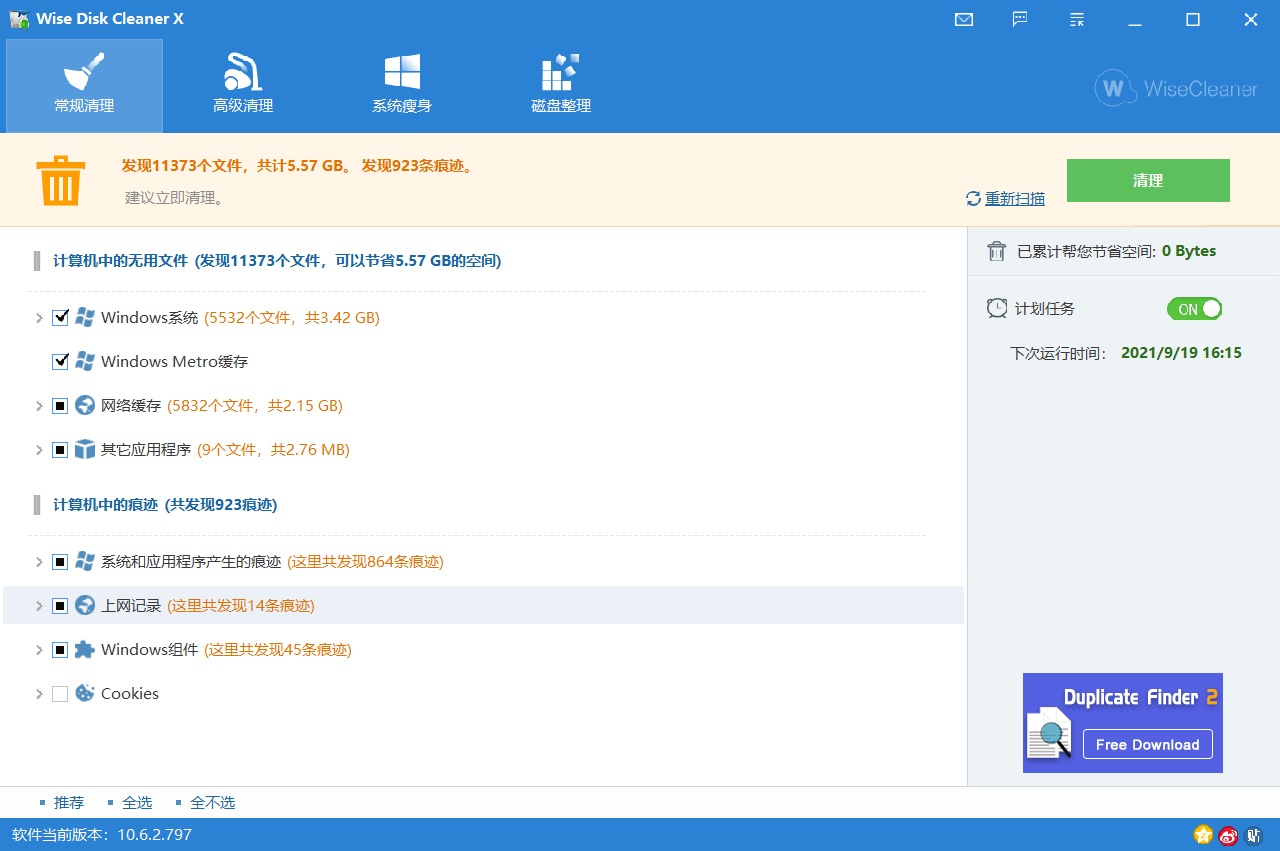 Wise Disk Cleaner X
常规清理
高级清理
系统瘦身
磁盘整理
W WiseCleaner
发现11373个文件，共计5.57 GB。 发现923条痕迹。
建议立即清理。
重新扫描
清理
计算机中的无用文件 (发现11373个文件，可以节省5.57 GB的空间)
Windows系统 (5532个文件，共3.42 GB)
Windows Metro缓存
网络缓存 (5832个文件，共2.15 GB)
其它应用程序 (9个文件，共2.76 MB)
计算机中的痕迹 (共发现923痕迹)
系统和应用程序产生的痕迹 (这里共发现864条痕迹)
上网记录 (这里共发现14条痕迹)
Windows组件 (这里共发现45条痕迹)
Cookies
已累计帮您节省空间: 0 Bytes
计划任务 ON
下次运行时间： 2021/9/19 16:15
Duplicate Finder 2
Free Download
推荐 全选 全不选
软件当前版本： 10.6.2.797
贴